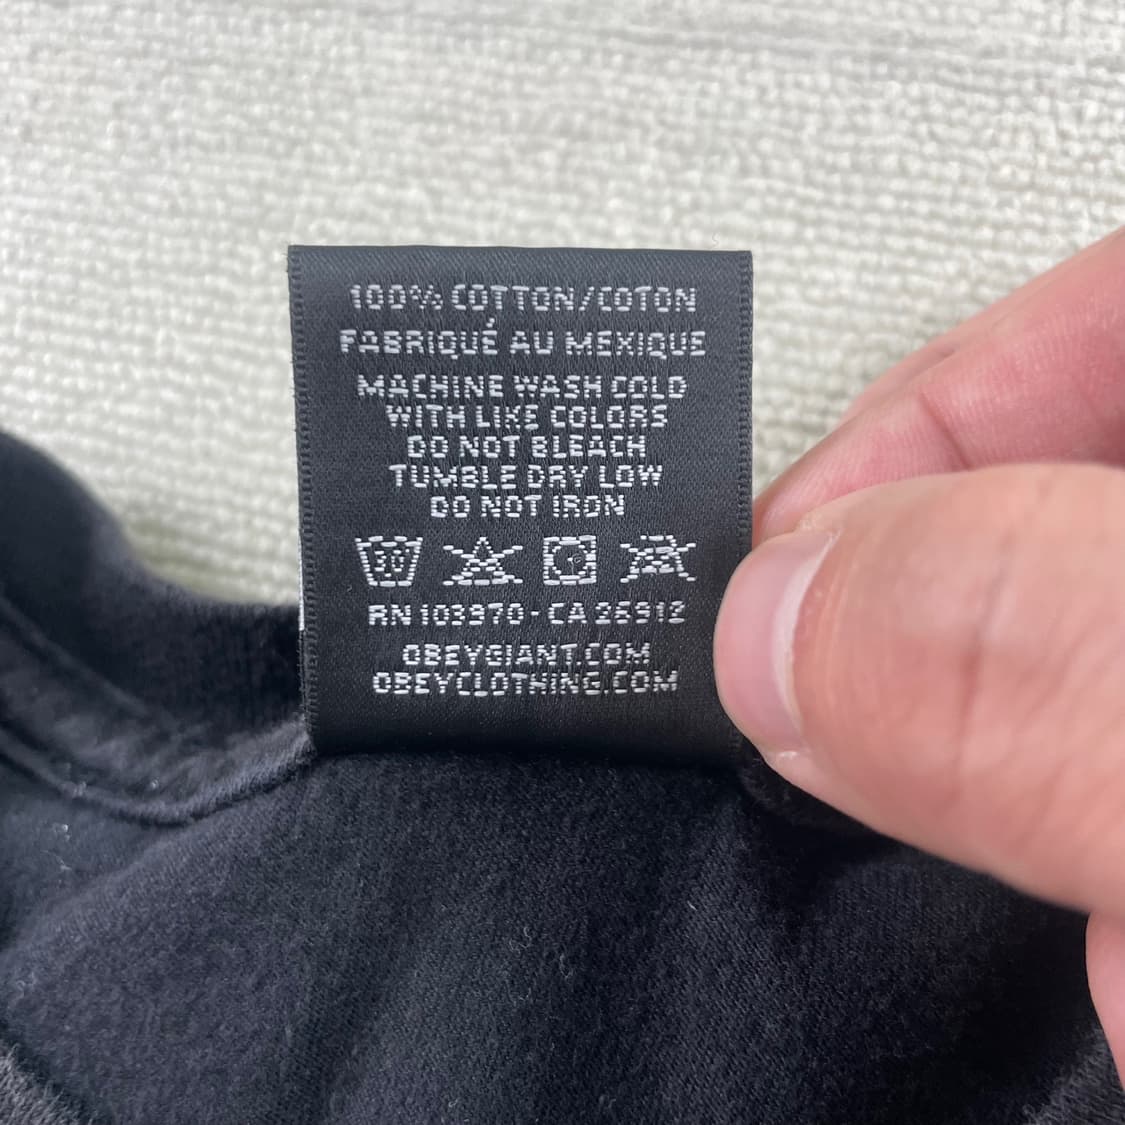 100% COTTON/COTON
FABRIQUÉ AU MEXIQUE
MACHINE WASH COLD
WITH LIKE COLORS
DO NOT BLEACH
TUMBLE DRY LOW
DO NOT IRON
30
RN 103970 - CA 26912
OBEYGIANT.COM
OBEYCLOTHING.COM